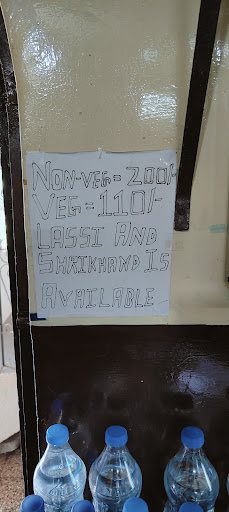 NON-VEG = 200/-
VEG = 110/-
LASSI AND
SHRIKHAND IS
AVAILABLE